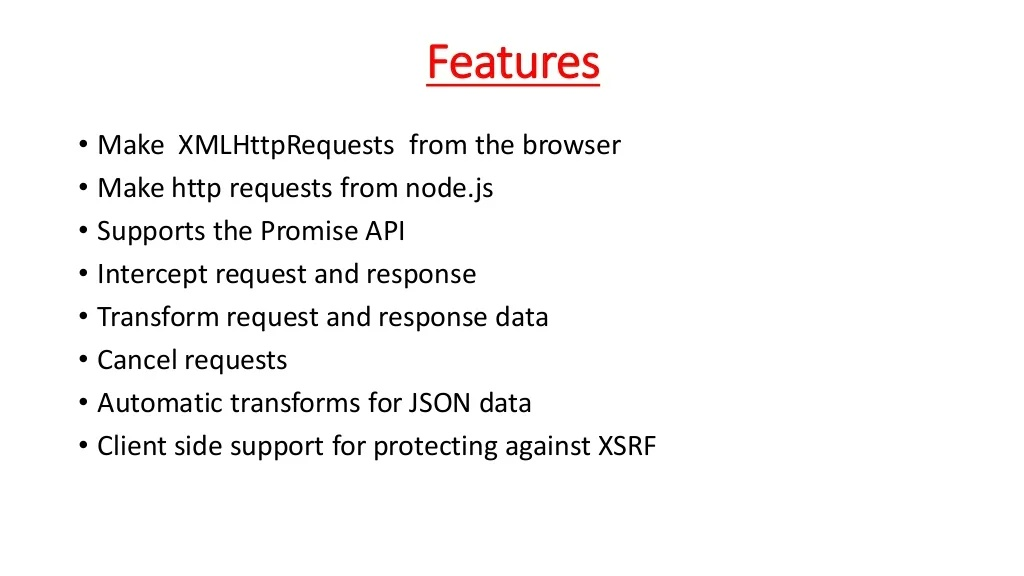 Features
• Make  XMLHttpRequests  from the browser
• Make http requests from node.js
• Supports the Promise API
• Intercept request and response
• Transform request and response data
• Cancel requests
• Automatic transforms for JSON data
• Client side support for protecting against XSRF